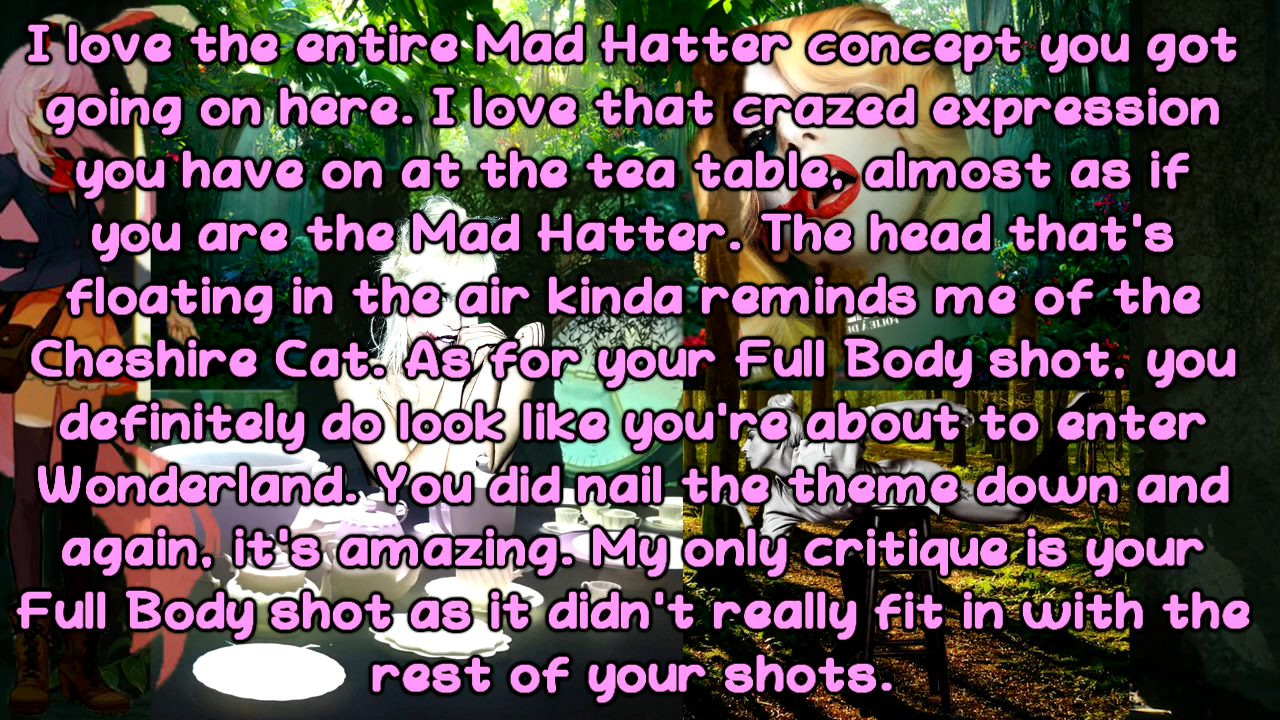 I love the entire Mad Hatter concept you got
going on here. I love that crazed expression
you have on at the tea table, almost as if
you are the Mad Hatter. The head that's
floating in the air kinda reminds me of the
Cheshire Cat. As for your Full Body shot, you
definitely do look like you're about to enter
Wonderland. You did nail the theme down and
again, it's amazing. My only critique is your
Full Body shot as it didn't really fit in with the
rest of your shots.